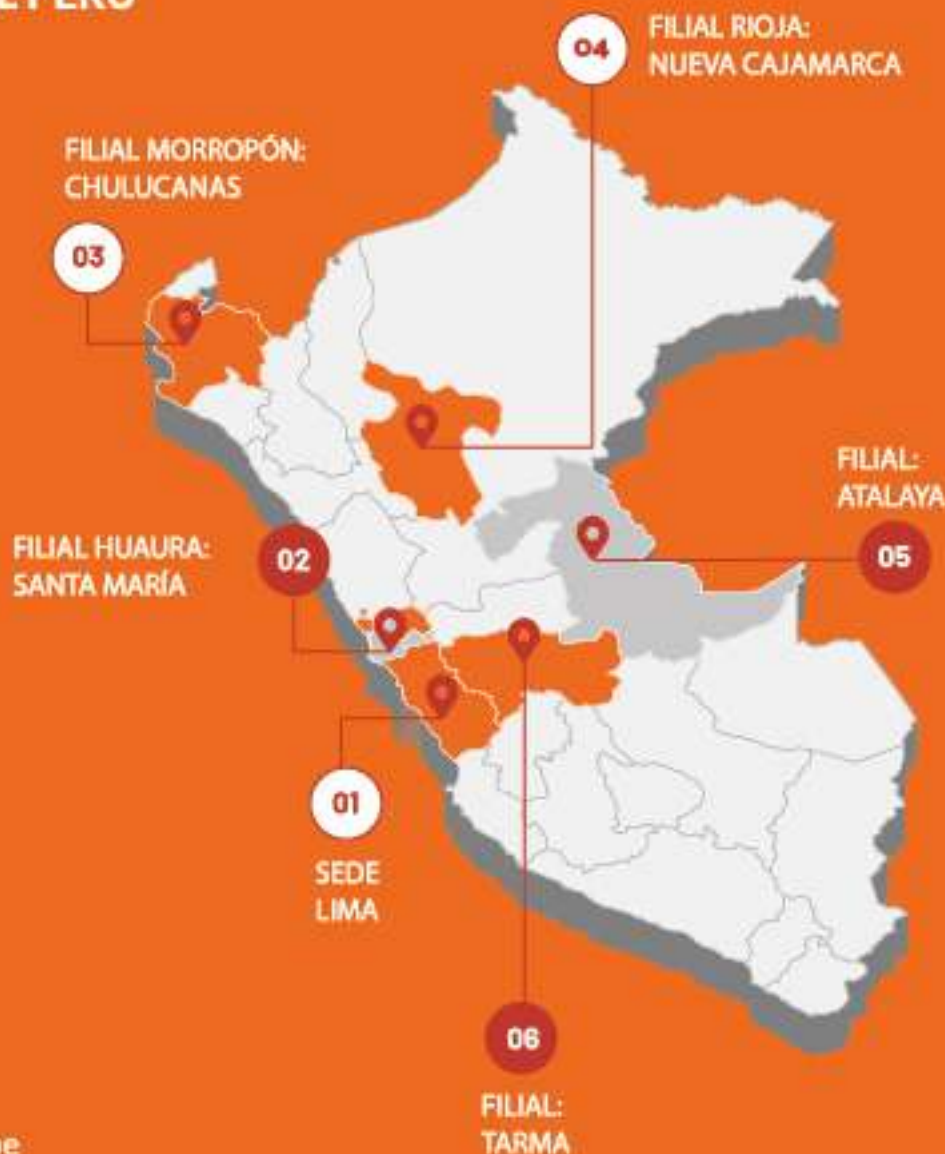 PERÚ
04
FILIAL RIOJA:
NUEVA CAJAMARCA
FILIAL MORROPÓN:
CHULUCANAS
03
FILIAL:
ATALAYA
05
FILIAL HUAURA:
SANTA MARÍA
02
01
SEDE
LIMA
06
FILIAL:
TARMA